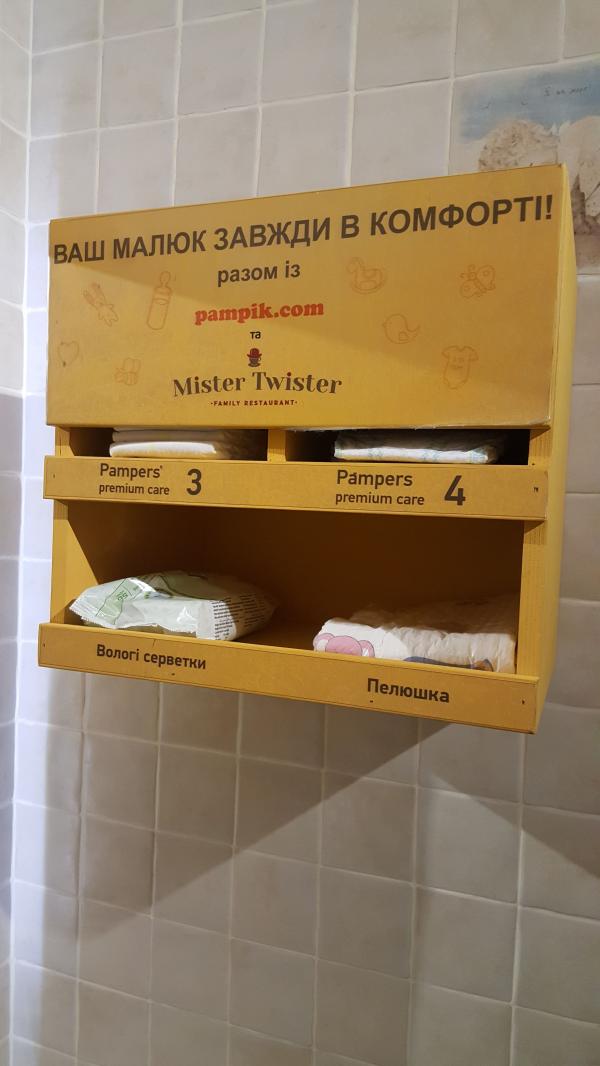 ВАШ МАЛЮК ЗАВЖДИ В КОМФОРТІ!
разом із
pampik.com
та
Mister Twister
·FAMILY RESTAURANT·
Pampers®
premium care 3
Pampers
premium care 4
Вологі серветки
Пелюшка